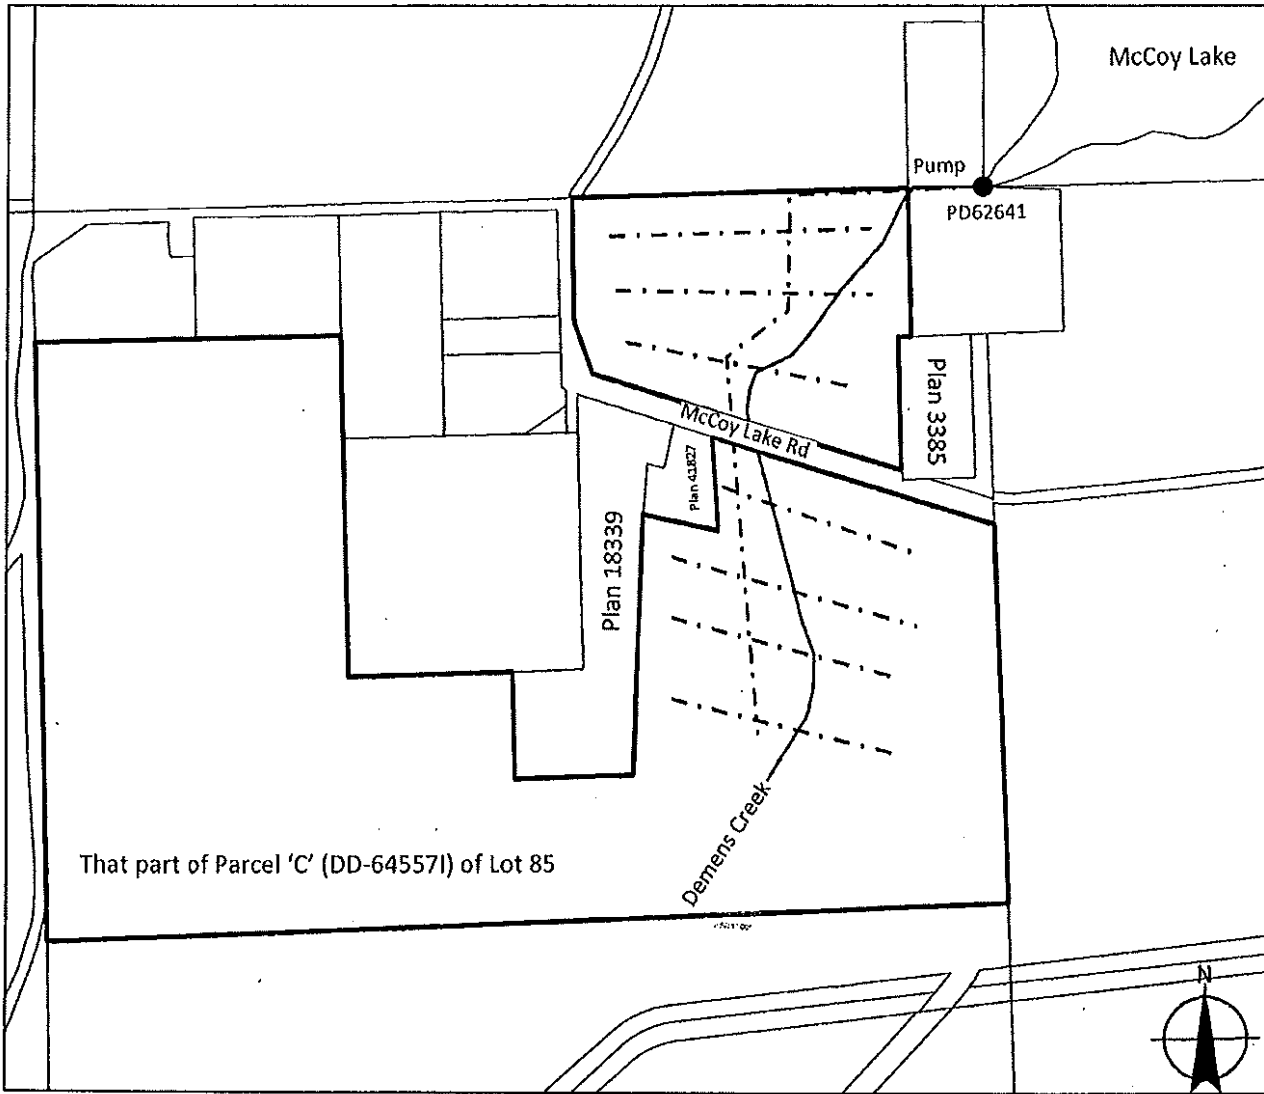 McCoy Lake
Pump
PD62641
Plan 3385
McCoy Lake Rd
Plan 41827
Plan 18339
Demens Creek
That part of Parcel 'C' (DD-64557I) of Lot 85
N